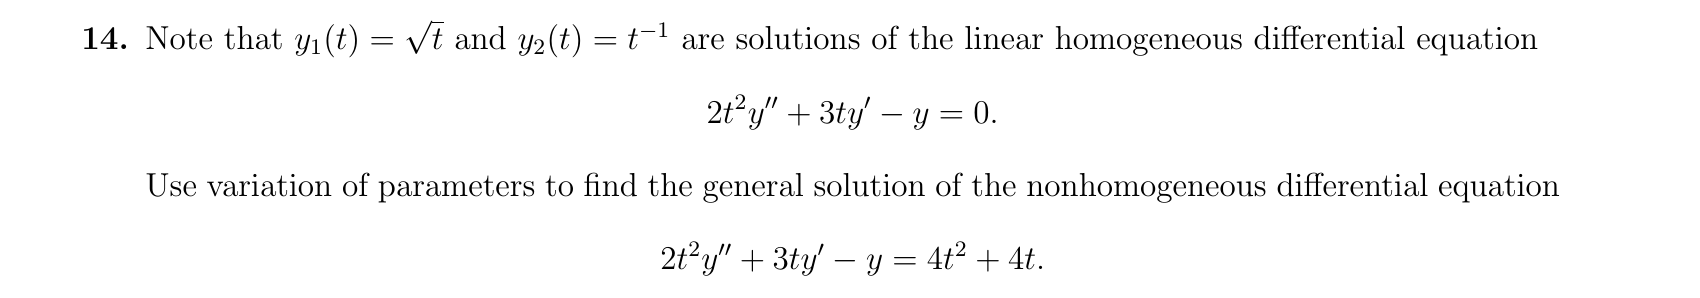 14. Note that y₁(t) = √t and y₂(t) = t⁻¹ are solutions of the linear homogeneous differential equation
2t²y″ + 3ty′ − y = 0.
Use variation of parameters to find the general solution of the nonhomogeneous differential equation
2t²y″ + 3ty′ − y = 4t² + 4t.